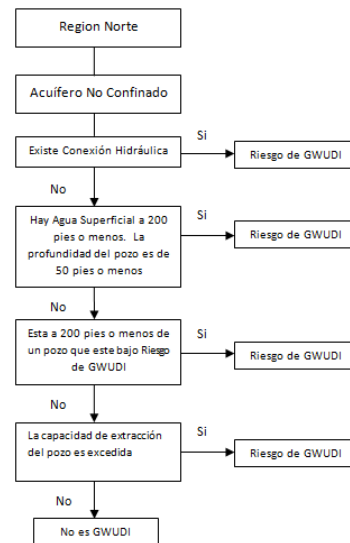 Region Norte
Acuífero No Confinado
Existe Conexión Hidráulica
Si
Riesgo de GWUDI
No
Hay Agua Superficial a 200
pies o menos. La
profundidad del pozo es de
50 pies o menos
Si
Riesgo de GWUDI
No
Esta a 200 pies o menos de
un pozo que este bajo Riesgo
de GWUDI
Si
Riesgo de GWUDI
No
La capacidad de extracción
del pozo es excedida
Si
Riesgo de GWUDI
No
No es GWUDI